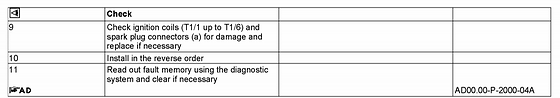 Check
9 Check ignition coils (T1/1 up to T1/6) and
spark plug connectors (a) for damage and
replace if necessary
10 Install in the reverse order
11 Read out fault memory using the diagnostic
system and clear if necessary
AD AD00.00-P-2000-04A